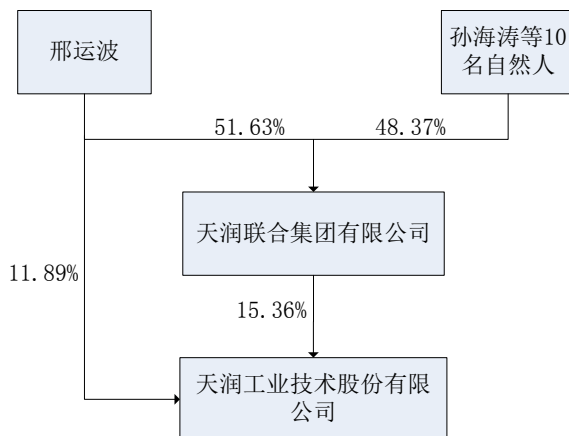 邢运波
孙海涛等10
名自然人
51.63%
48.37%
天润联合集团有限公司
11.89%
15.36%
天润工业技术股份有限
公司